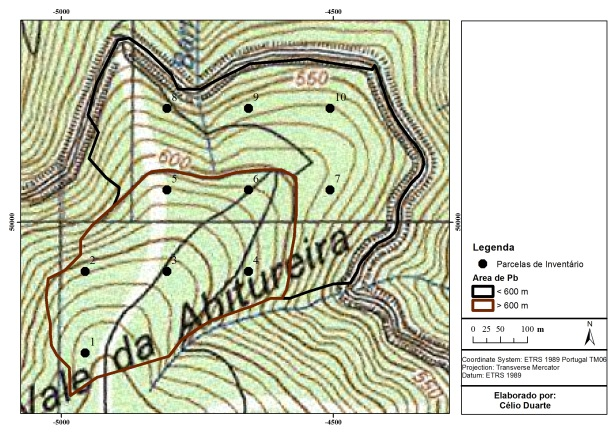 -5000 -4500
Bar
550
8 9 10
600
5 6 7
50000 50000
2 3 4
1
Vale da Abitureira
550
-5000 -4500
Legenda
Parcelas de Inventário
Area de Pb
< 600 m
> 600 m
0 25 50 100 m
N
Coordinate System: ETRS 1989 Portugal TM06
Projection: Transverse Mercator
Datum: ETRS 1989
Elaborado por:
Célio Duarte